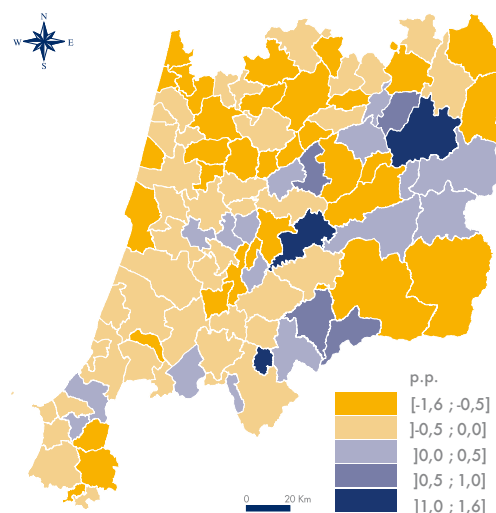 N
W E
S
p.p.
[-1,6 ; -0,5]
]-0,5 ; 0,0]
]0,0 ; 0,5]
]0,5 ; 1,0]
]1,0 ; 1,6]
0 20 Km